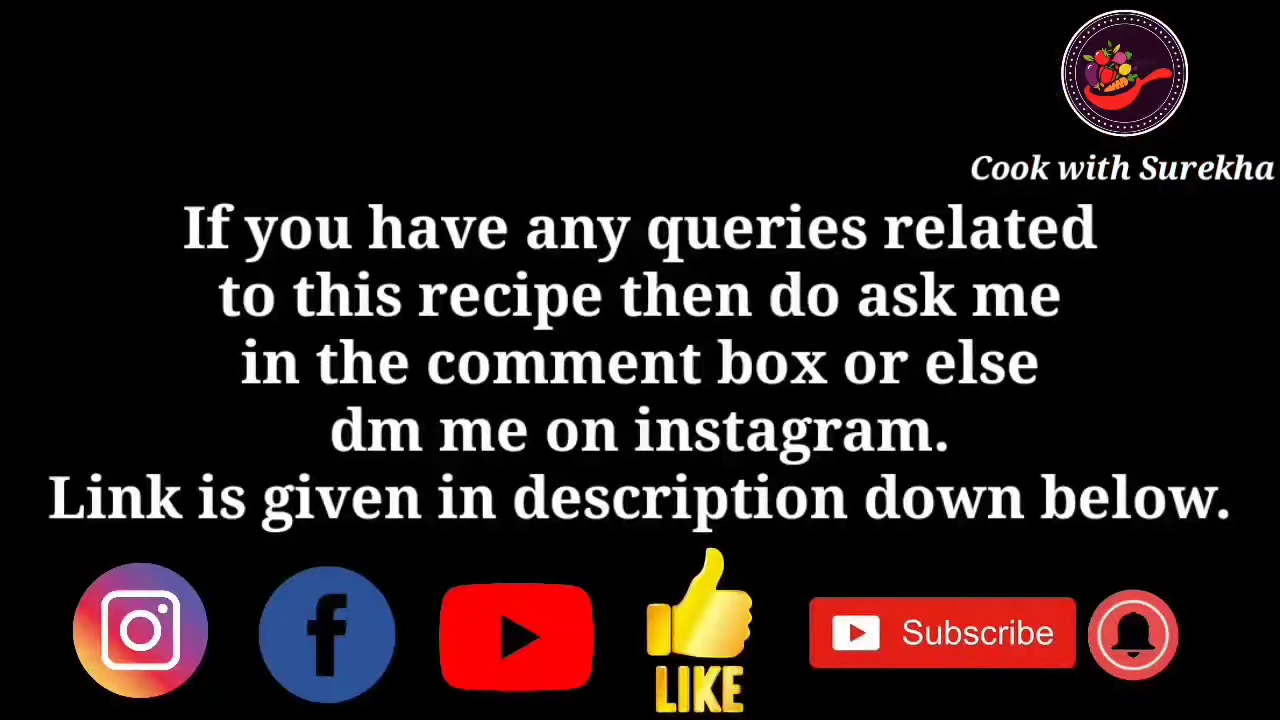 Cook with Surekha
If you have any queries related
to this recipe then do ask me
in the comment box or else
dm me on instagram.
Link is given in description down below.
LIKE
Subscribe